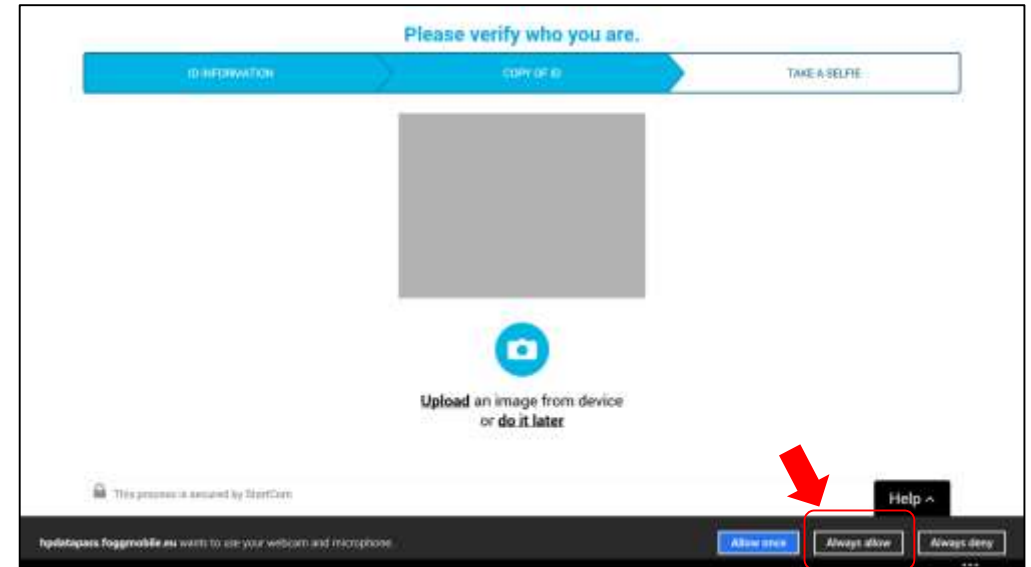 Please verify who you are.
ID INFORMATION
COPY OF ID
TAKE A SELFIE
Upload an image from device
or do it later
This process is secured by StartCom
Help
hpdatapass.foggmobile.eu wants to use your webcam and microphone.
Allow once
Always allow
Always deny